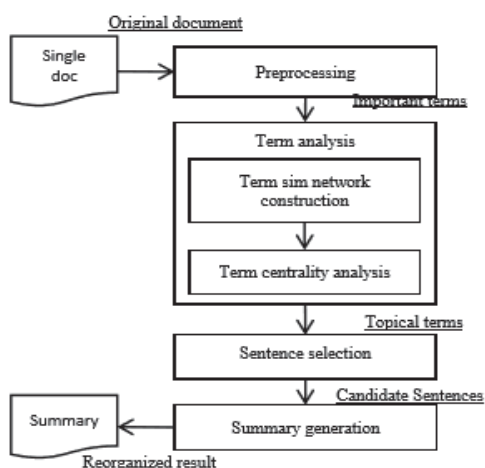 Original document
Single
doc
Preprocessing
Important terms
Term analysis
Term sim network
construction
Term centrality analysis
Topical terms
Sentence selection
Candidate Sentences
Summary
Summary generation
Reorganized result